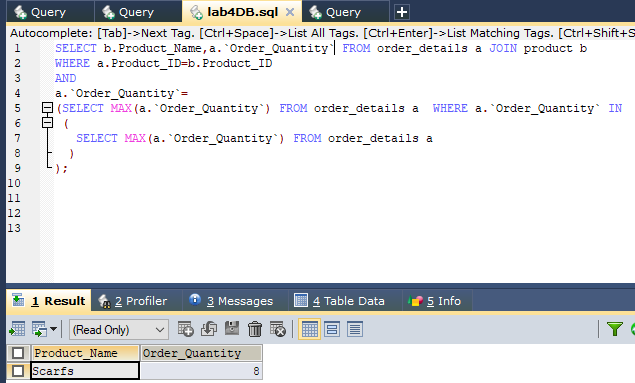 Query Query lab4DB.sql Query
Autocomplete: [Tab]->Next Tag. [Ctrl+Space]->List All Tags. [Ctrl+Enter]->List Matching Tags. [Ctrl+Shift+S
1 SELECT b.Product_Name,a.`Order_Quantity` FROM order_details a JOIN product b
2 WHERE a.Product_ID=b.Product_ID
3 AND
4 a.`Order_Quantity`=
5 (SELECT MAX(a.`Order_Quantity`) FROM order_details a  WHERE a.`Order_Quantity` IN
6 (
7 SELECT MAX(a.`Order_Quantity`) FROM order_details a
8 )
9 );
10
11
12
13
1 Result 2 Profiler 3 Messages 4 Table Data 5 Info
(Read Only)
Product_Name Order_Quantity
Scarfs 8